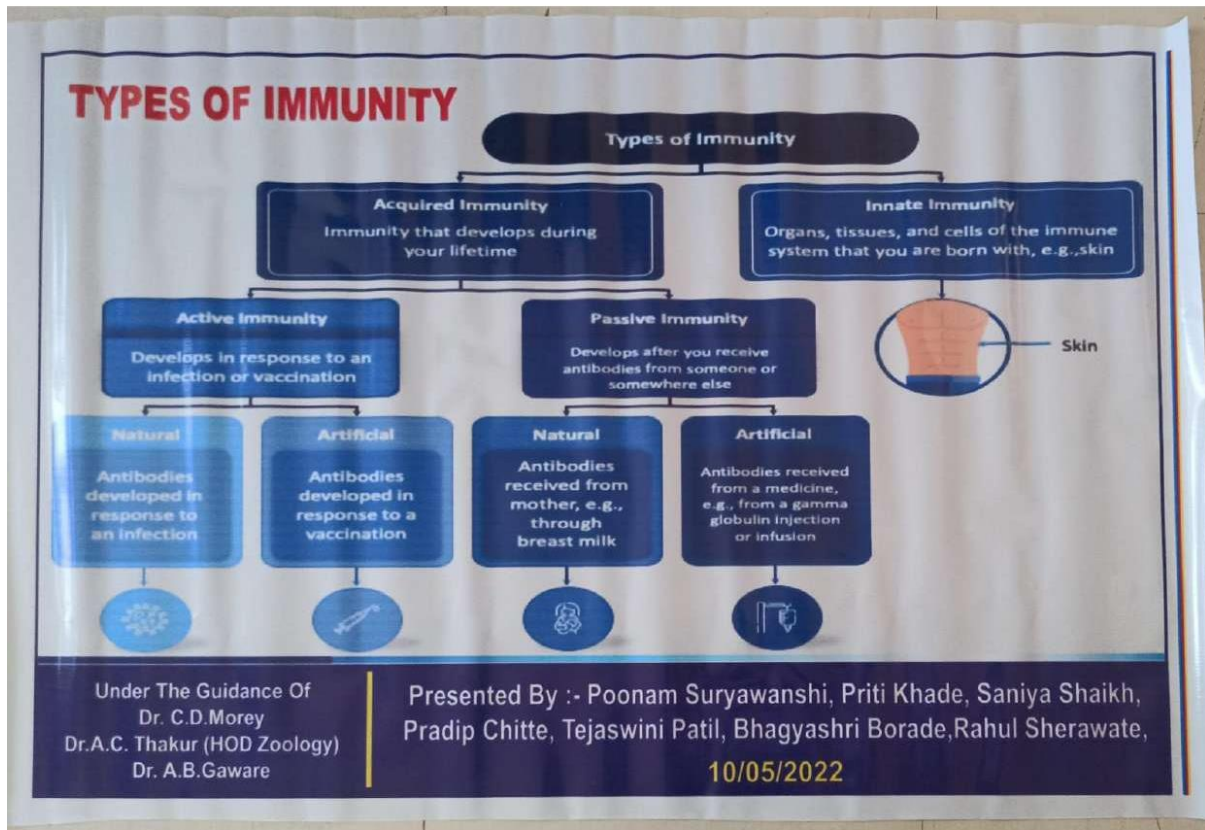 TYPES OF IMMUNITY
Types of Immunity
Acquired Immunity
Immunity that develops during
your lifetime
Innate Immunity
Organs, tissues, and cells of the immune
system that you are born with, e.g.,skin
Active Immunity
Develops in response to an
infection or vaccination
Passive Immunity
Develops after you receive
antibodies from someone or
somewhere else
Skin
Natural
Antibodies
developed in
response to
an infection
Artificial
Antibodies
developed in
response to a
vaccination
Natural
Antibodies
received from
mother, e.g.,
through
breast milk
Artificial
Antibodies received
from a medicine,
e.g., from a gamma
globulin injection
or infusion
Under The Guidance Of
Dr. C.D.Morey
Dr.A.C. Thakur (HOD Zoology)
Dr. A.B.Gaware
Presented By :- Poonam Suryawanshi, Priti Khade, Saniya Shaikh,
Pradip Chitte, Tejaswini Patil, Bhagyashri Borade,Rahul Sherawate,
10/05/2022